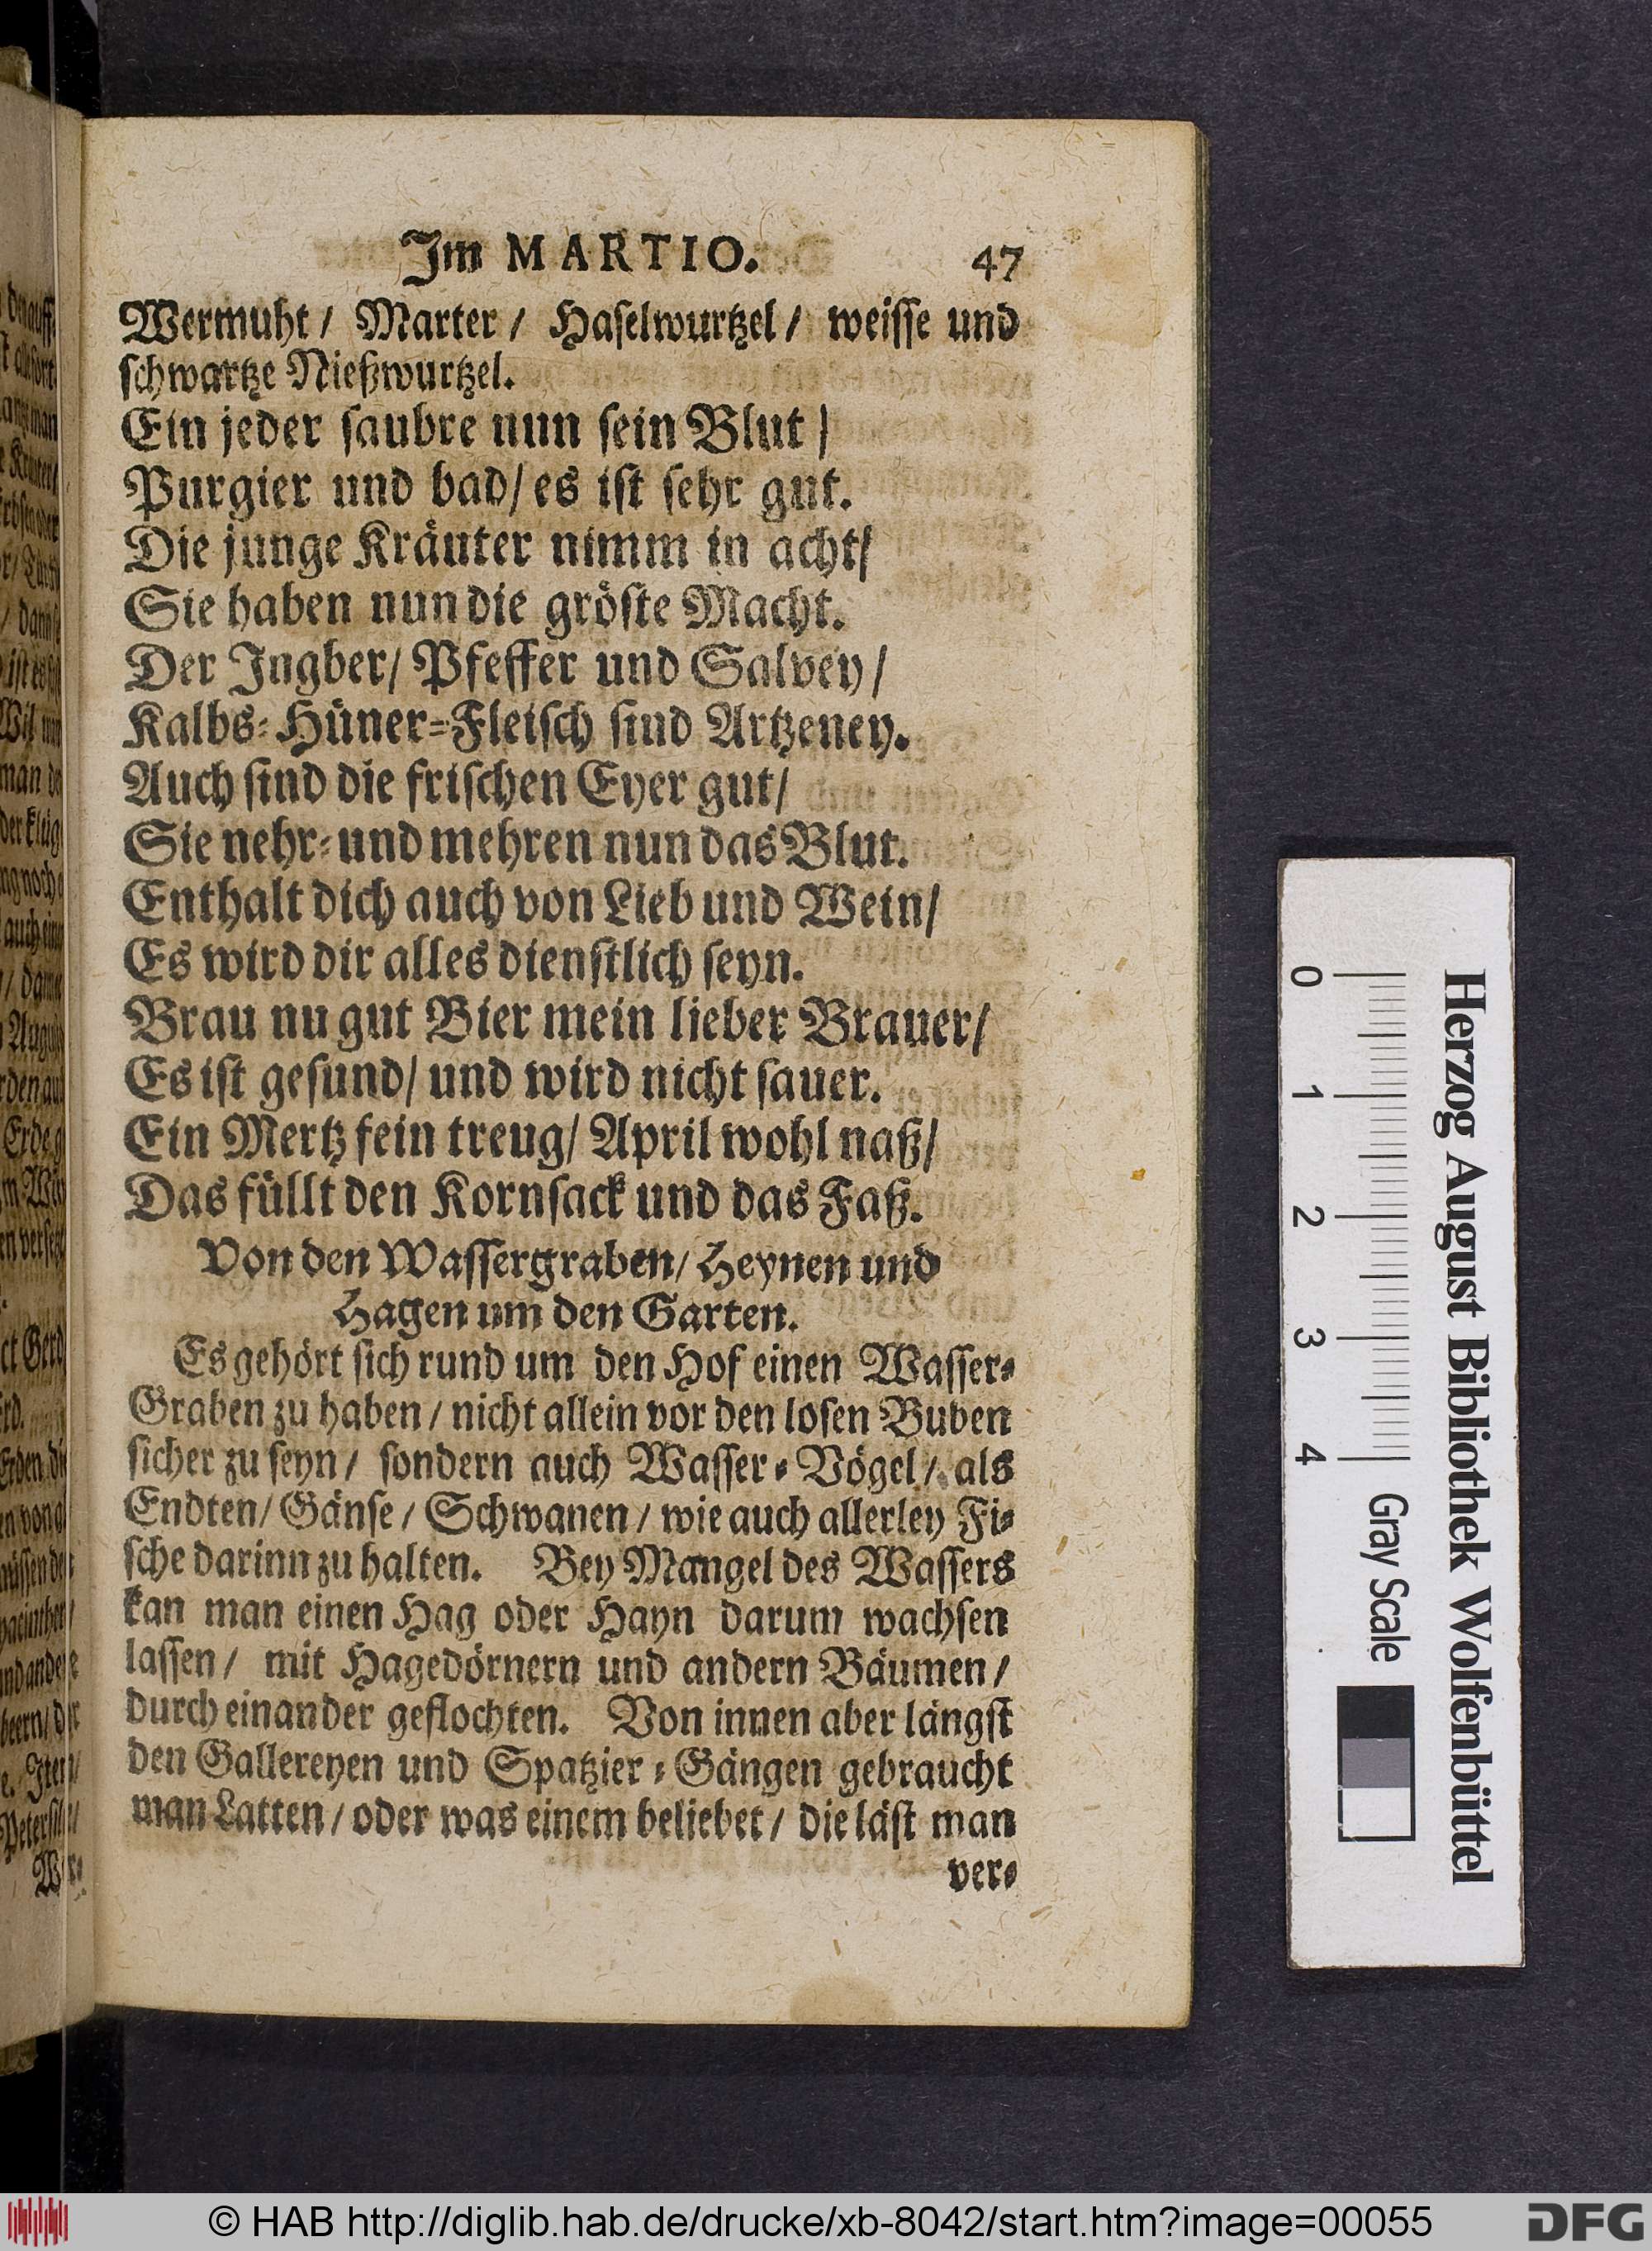 Im MARTIO. 47
Wermuht / Marter / Haſelwurtzel / weiſſe und
ſchwartze Nießwurtzel.
Ein jeder ſaubre nun ſein Blut /
Purgier und bad / es iſt ſehr gut.
Die junge Kräuter nimm in acht /
Sie haben nun die gröſte Macht.
Der Ingber / Pfeffer und Salvey /
Kalbs-Hüner-Fleiſch ſind Artzeney.
Auch ſind die friſchen Eyer gut /
Sie nehr- und mehren nun das Blut.
Enthalt dich auch von Lieb und Wein /
Es wird dir alles dienſtlich ſeyn.
Brau nu gut Bier mein lieber Brauer /
Es iſt geſund / und wird nicht ſauer.
Ein Mertz fein treug / April wohl naß /
Das füllt den Kornſack und das Faß.
Von den Waſſergraben / Heynen und
Hagen um den Garten.
Es gehört ſich rund um den Hof einen Waſſer-
Graben zu haben / nicht allein vor den loſen Buben
ſicher zu ſeyn / ſondern auch Waſſer-Vögel / als
Endten / Gänſe / Schwanen / wie auch allerley Fi-
ſche darinn zu halten. Bey Mangel des Waſſers
kan man einen Hag oder Hayn darum wachſen
laſſen / mit Hagedörnern und andern Bäumen /
durch einander geflochten. Von innen aber längſt
den Gallereyen und Spatzier-Gängen gebraucht
man Latten / oder was einem beliebet / die läſt man
ver-
Herzog August Bibliothek Wolfenbüttel
0 1 2 3 4 Gray Scale
© HAB http://diglib.hab.de/drucke/xb-8042/start.htm?image=00055
DFG